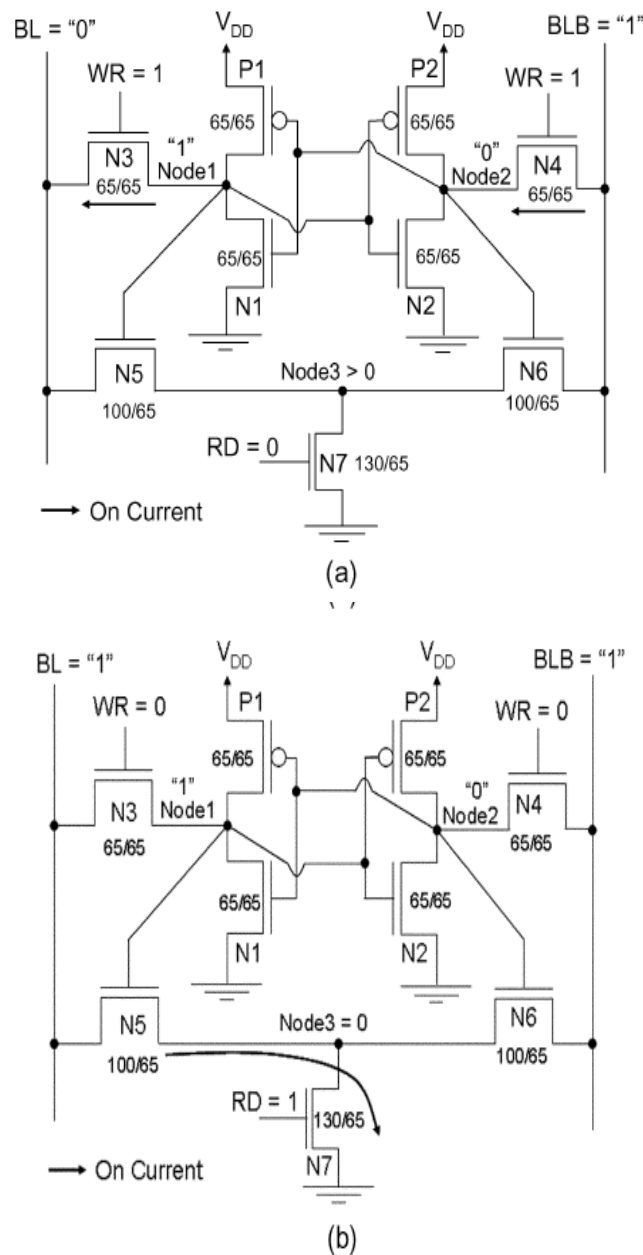 BL = “0”
V_DD
V_DD
BLB = “1”
WR = 1
P1
P2
WR = 1
65/65
65/65
N3
“1”
Node1
“0”
Node2
N4
65/65
65/65
65/65
65/65
N1
N2
N5
Node3 > 0
N6
100/65
100/65
RD = 0
N7 130/65
On Current
(a)
BL = “1”
V_DD
V_DD
BLB = “1”
WR = 0
P1
P2
WR = 0
65/65
65/65
“1”
Node1
“0”
Node2
N3
N4
65/65
65/65
65/65
65/65
N1
N2
N5
Node3 = 0
N6
100/65
100/65
RD = 1
130/65
N7
On Current
(b)